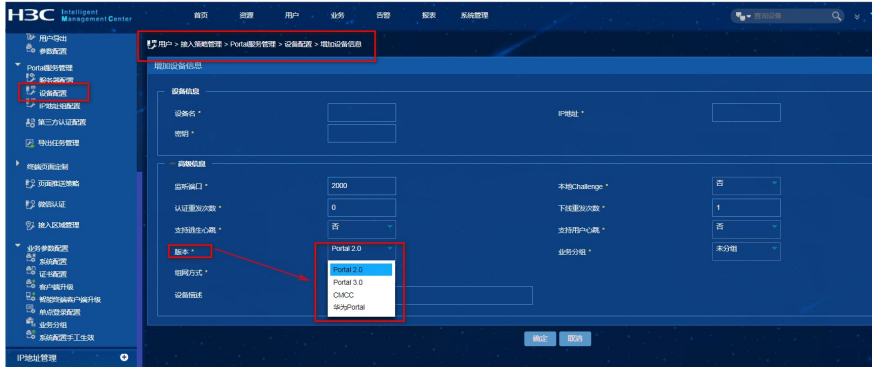 H3C Intelligent Management Center
首页 资源 用户 业务 告警 报表 系统管理
查询设备
用户导出
参数配置
Portal服务管理
服务器配置
设备配置
IP地址组配置
第三方认证配置
导出任务管理
终端页面定制
页面推送策略
微信认证
接入区域管理
业务参数配置
系统配置
证书配置
客户端升级
智能终端客户端升级
单点登录配置
业务分组
系统配置手工生效
IP地址管理
用户 > 接入策略管理 > Portal服务管理 > 设备配置 > 增加设备信息
增加设备信息
设备信息
设备名 * IP地址 *
密钥 *
高级信息
监听端口 * 2000 本地Challenge * 否
认证重发次数 * 0 下线重发次数 * 1
支持逃生心跳 * 否 支持用户心跳 * 否
版本 * Portal 2.0 业务分组 * 未分组
组网方式 *
设备描述
Portal 2.0
Portal 3.0
CMCC
华为Portal
确定 取消